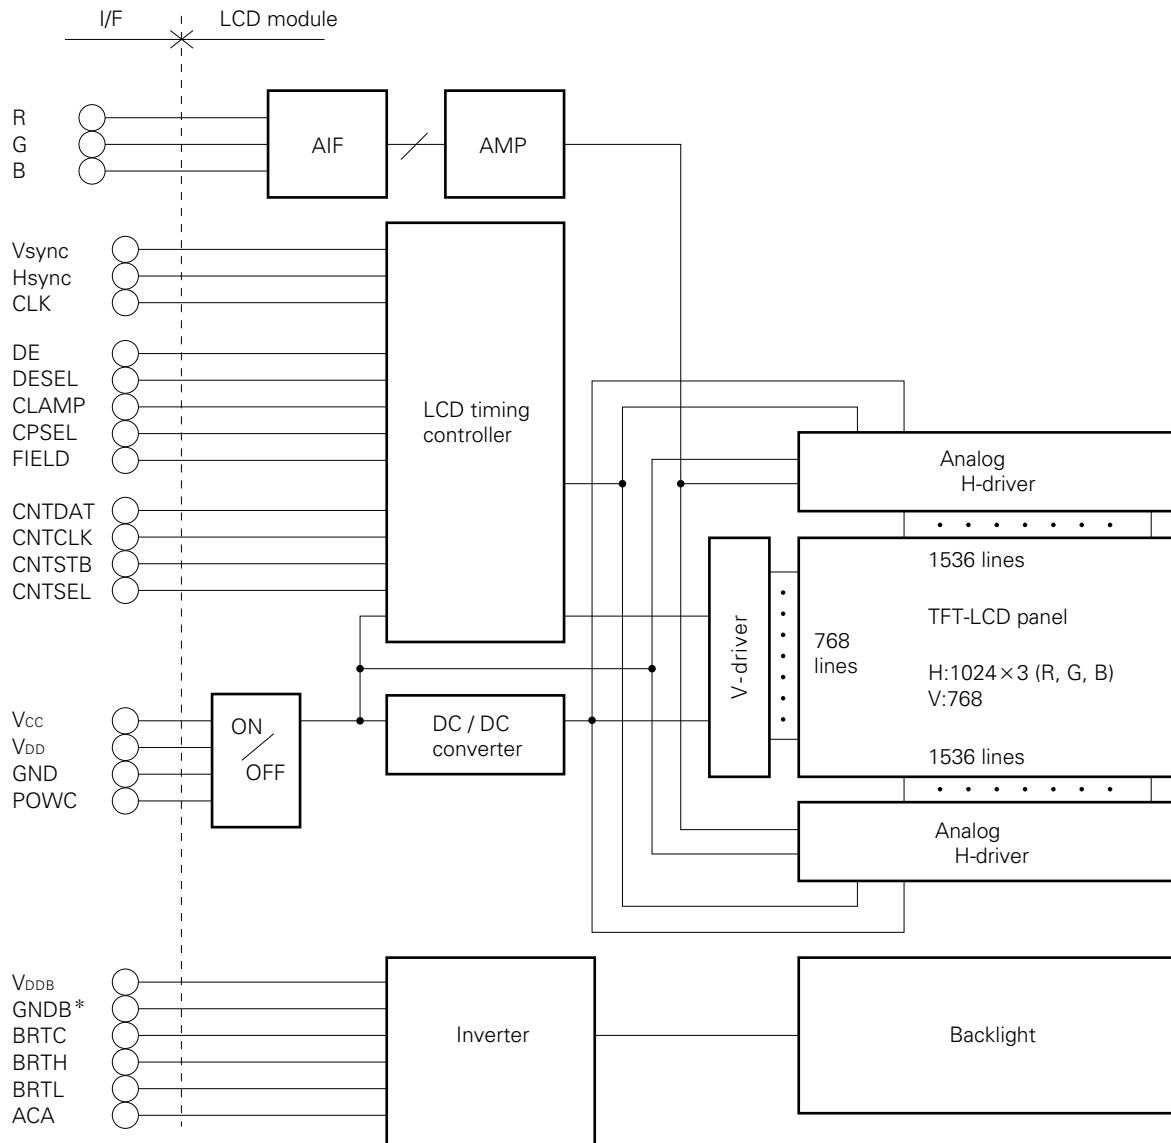 I/F LCD module
R
G
B
AIF
AMP
Vsync
Hsync
CLK
DE
DESEL
CLAMP
CPSEL
FIELD
CNTDAT
CNTCLK
CNTSTB
CNTSEL
LCD timing
controller
Analog
H-driver
1536 lines
TFT-LCD panel
768
lines
H:1024×3 (R, G, B)
V:768
1536 lines
V-driver
Analog
H-driver
VCC
VDD
GND
POWC
ON
/
OFF
DC / DC
converter
VDDB
GNDB*
BRTC
BRTH
BRTL
ACA
Inverter
Backlight